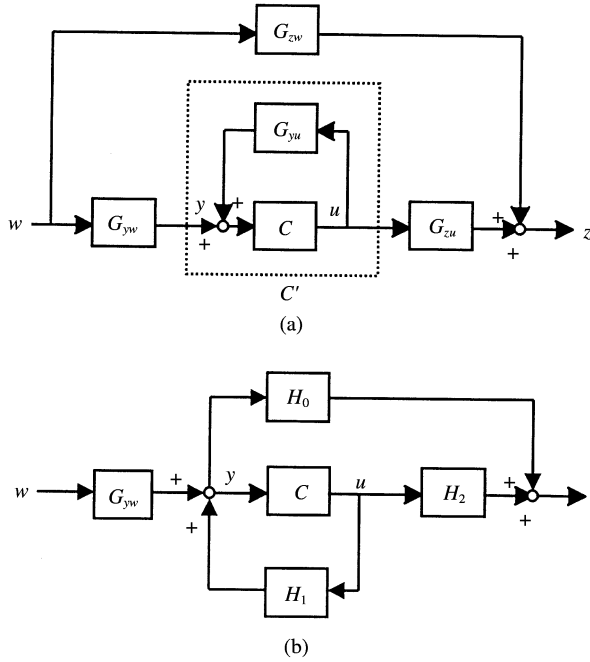 G_zw
G_yu
y + +
w G_yw + C u G_zu + z
+
C'
(a)
H_0
w G_yw + y C u H_2 +
+ +
H_1
(b)